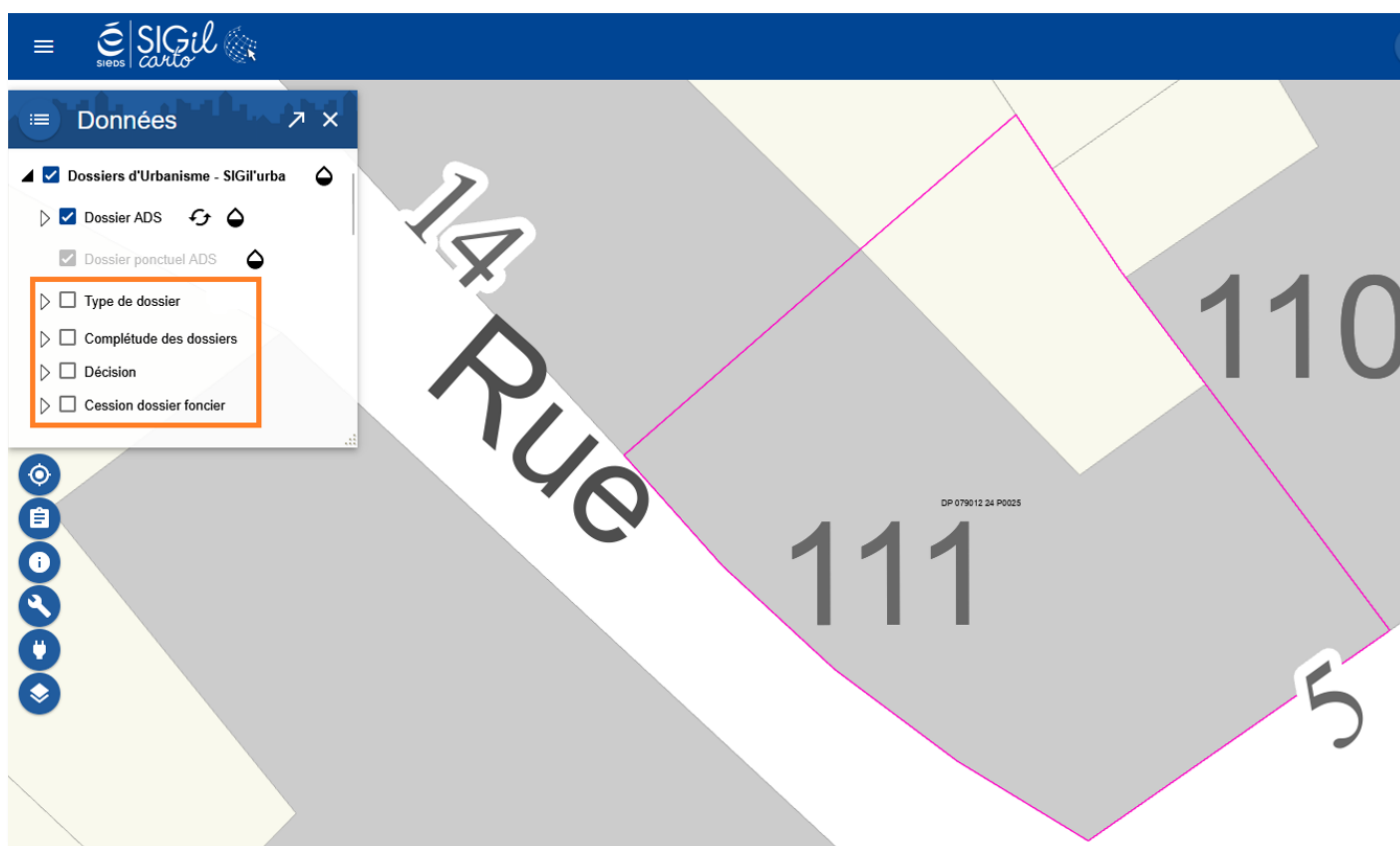 SIEDS
SIGil
carto
Données
Dossiers d'Urbanisme - SIGil'urba
Dossier ADS
Dossier ponctuel ADS
Type de dossier
Complétude des dossiers
Décision
Cession dossier foncier
14
Rue
110
DP 079012 24 P0025
111
5